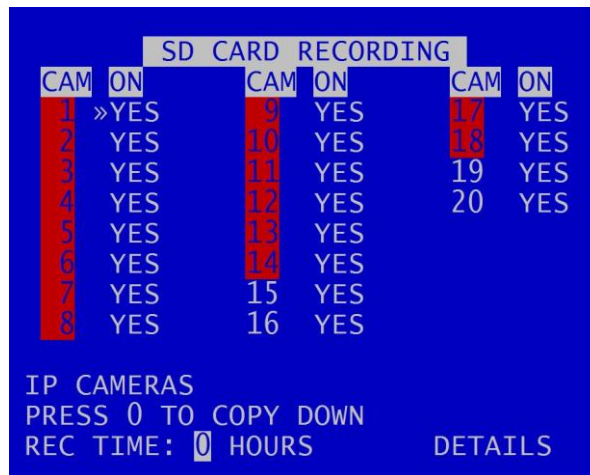 SD CARD RECORDING
CAM ON CAM ON CAM ON
1 »YES 9 YES 17 YES
2 YES 10 YES 18 YES
3 YES 11 YES 19 YES
4 YES 12 YES 20 YES
5 YES 13 YES
6 YES 14 YES
7 YES 15 YES
8 YES 16 YES
IP CAMERAS
PRESS 0 TO COPY DOWN
REC TIME: 0 HOURS DETAILS